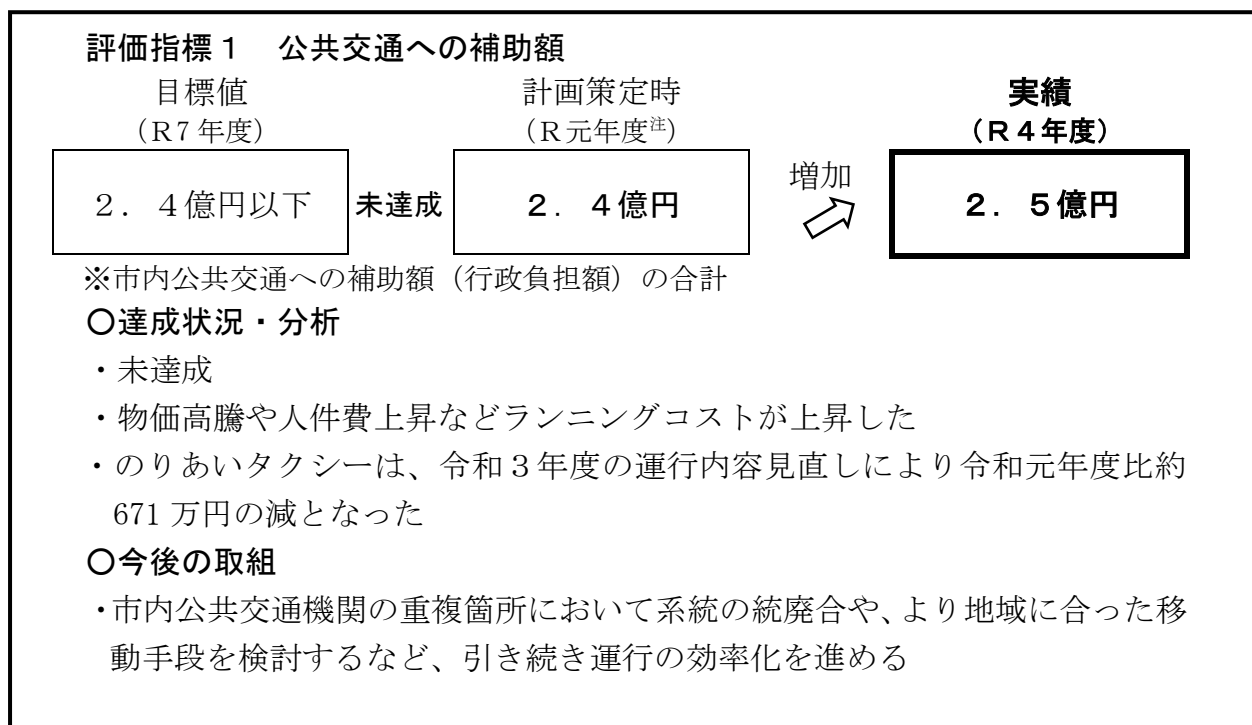 評価指標1　公共交通への補助額
目標値　計画策定時　実績
（R7年度）　（R元年度注）　（R4年度）
2．4億円以下　未達成　2．4億円　増加　2．5億円
※市内公共交通への補助額（行政負担額）の合計
○達成状況・分析
・未達成
・物価高騰や人件費上昇などランニングコストが上昇した
・のりあいタクシーは、令和3年度の運行内容見直しにより令和元年度比約
671万円の減となった
○今後の取組
・市内公共交通機関の重複箇所において系統の統廃合や、より地域に合った移
動手段を検討するなど、引き続き運行の効率化を進める